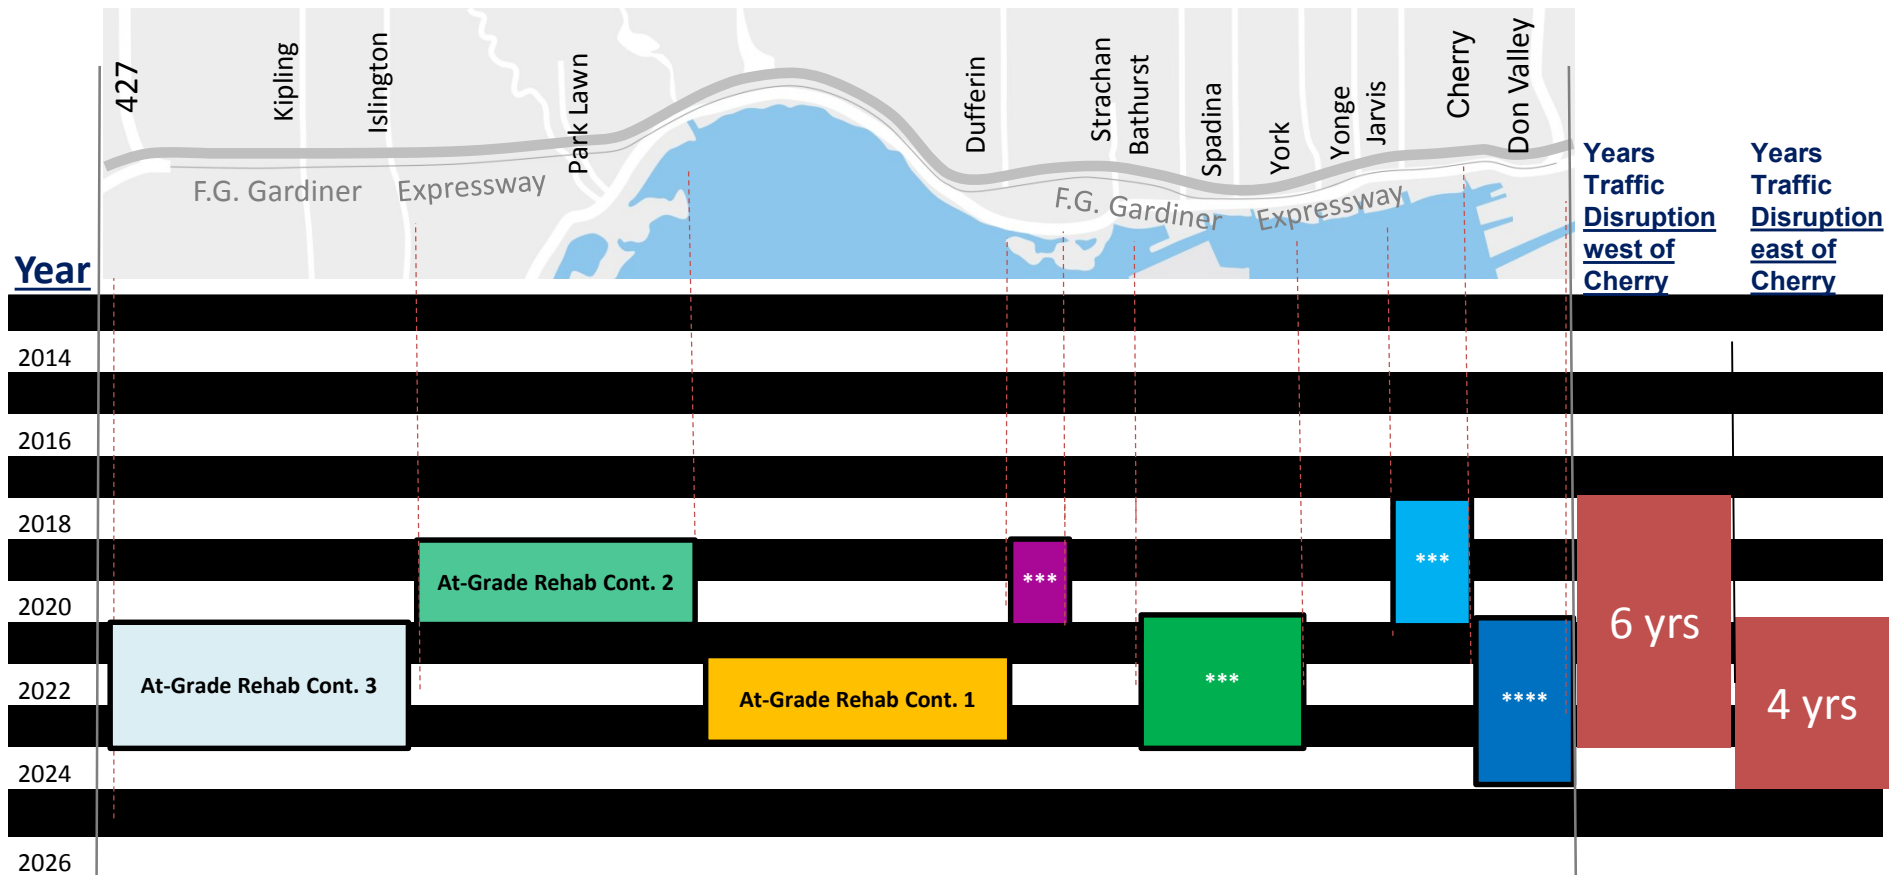 427
Kipling
Islington
Park Lawn
Dufferin
Strachan
Bathurst
Spadina
York
Yonge
Jarvis
Cherry
Don Valley
F.G. Gardiner Expressway
F.G. Gardiner Expressway
Years
Traffic
Disruption
west of
Cherry
Years
Traffic
Disruption
east of
Cherry
Year
2014
2016
2018
2020
2022
2024
2026
At-Grade Rehab Cont. 2
***
***
At-Grade Rehab Cont. 3
At-Grade Rehab Cont. 1
***
****
6 yrs
4 yrs